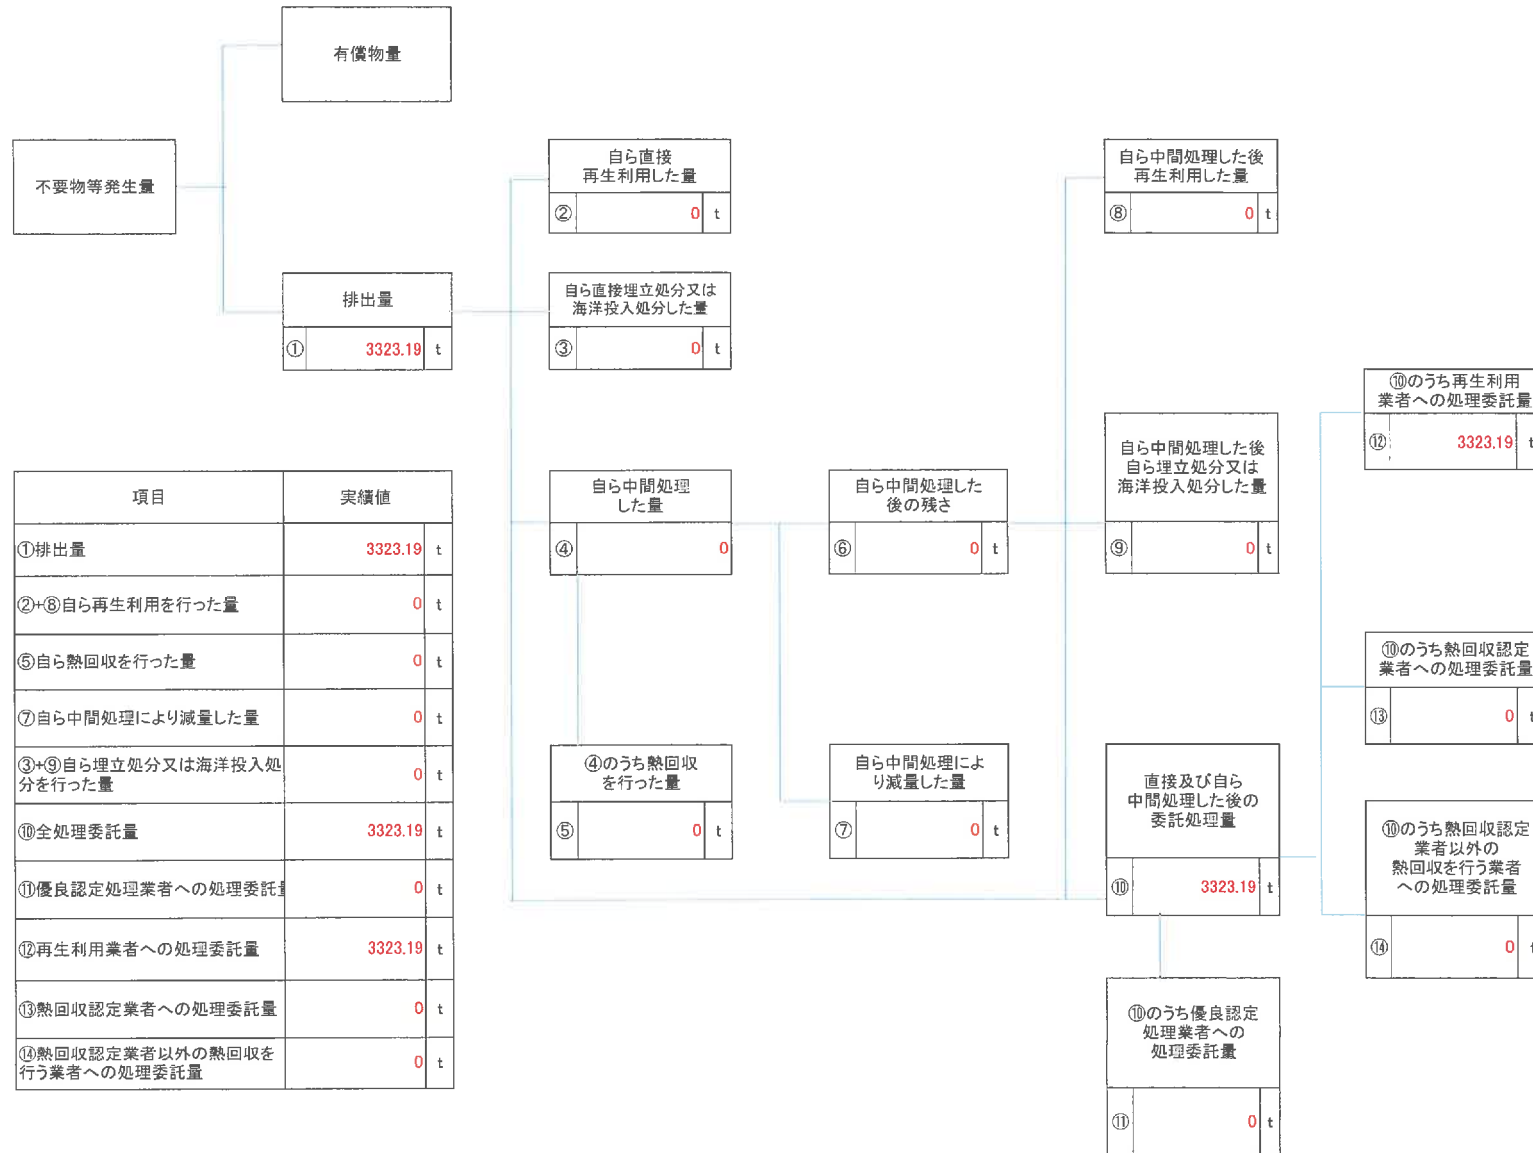 有償物量
不要物等発生量
排出量
① 3323.19 t
自ら直接
再生利用した量
② 0 t
自ら直接埋立処分又は
海洋投入処分した量
③ 0 t
自ら中間処理
した量
④ 0
④のうち熱回収
を行った量
⑤ 0 t
自ら中間処理した
後の残さ
⑥ 0 t
自ら中間処理によ
り減量した量
⑦ 0 t
自ら中間処理した後
再生利用した量
⑧ 0 t
自ら中間処理した後
自ら埋立処分又は
海洋投入処分した量
⑨ 0 t
直接及び自ら
中間処理した後の
委託処理量
⑩ 3323.19 t
⑩のうち優良認定
処理業者への
処理委託量
⑪ 0 t
⑩のうち再生利用
業者への処理委託量
⑫ 3323.19 t
⑩のうち熱回収認定
業者への処理委託量
⑬ 0 t
⑩のうち熱回収認定
業者以外の
熱回収を行う業者
への処理委託量
⑭ 0 t
項目 実績値
①排出量 3323.19 t
②+⑧自ら再生利用を行った量 0 t
⑤自ら熱回収を行った量 0 t
⑦自ら中間処理により減量した量 0 t
③+⑨自ら埋立処分又は海洋投入処
分を行った量 0 t
⑩全処理委託量 3323.19 t
⑪優良認定処理業者への処理委託量 0 t
⑫再生利用業者への処理委託量 3323.19 t
⑬熱回収認定業者への処理委託量 0 t
⑭熱回収認定業者以外の熱回収を
行う業者への処理委託量 0 t